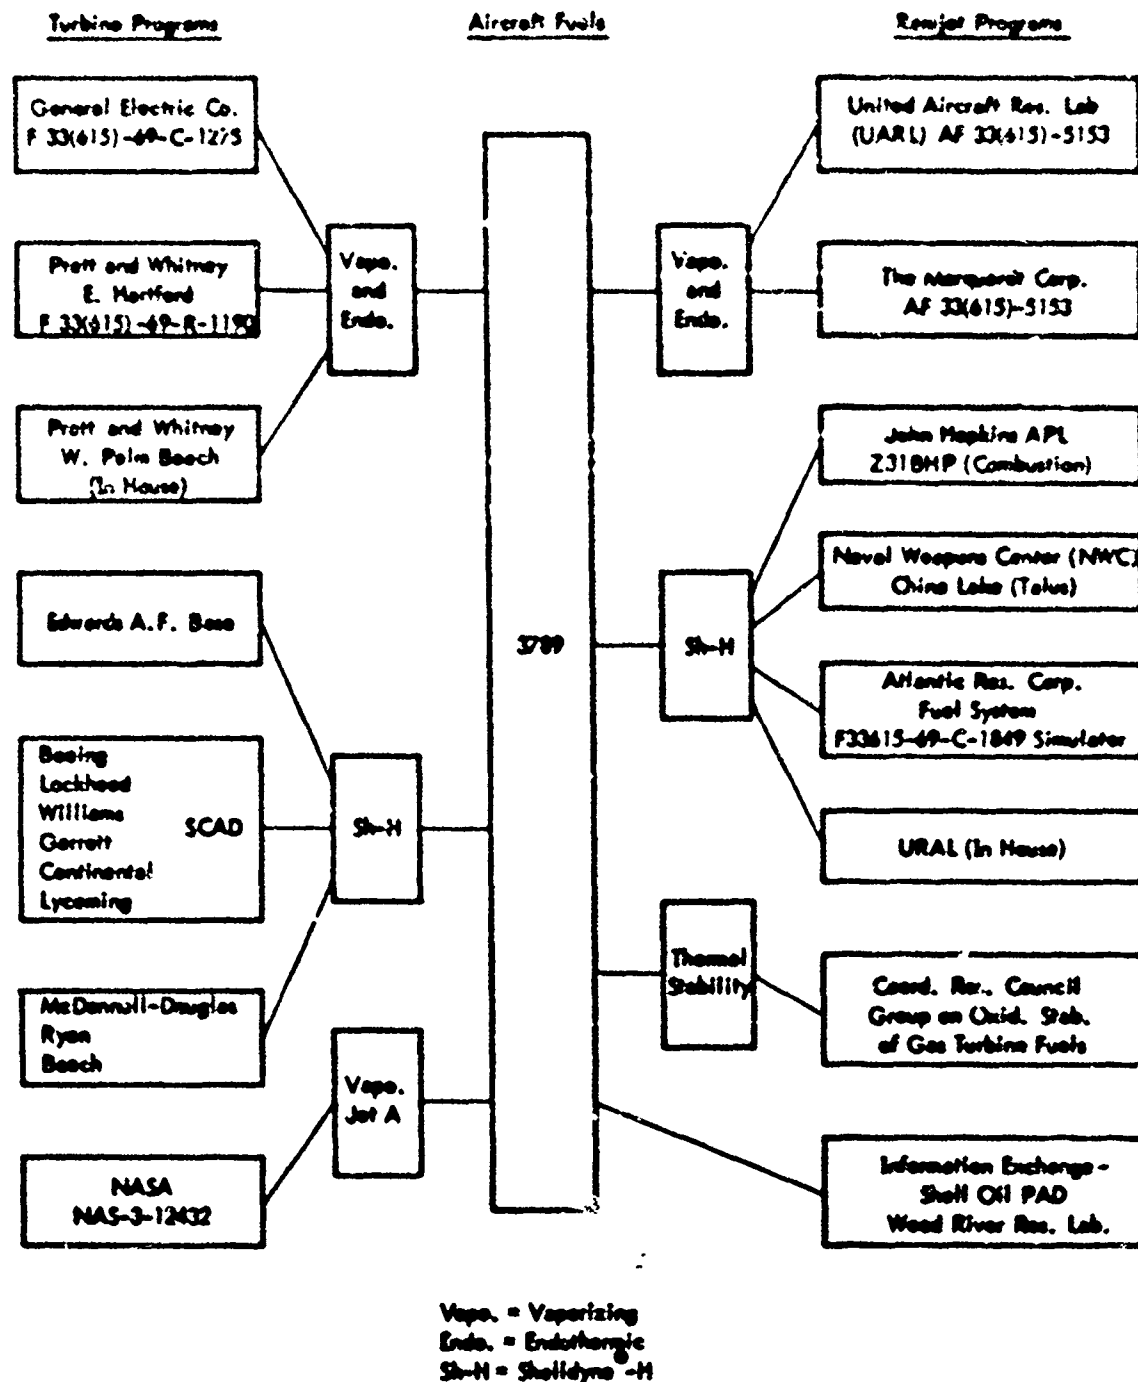 Turbine Programs
Aircraft Fuels
Ramjet Programs
General Electric Co.
F 33(615)-69-C-1275
Pratt and Whitney
E. Hartford
F 33(615)-69-R-1190
Pratt and Whitney
W. Palm Beach
(In House)
Vapo.
and
Endo.
Edwards A.F. Base
Boeing
Lockheed
Williams
Garrett
Continental
Lycoming
SCAD
McDonnell-Douglas
Ryan
Beech
Sh-H
NASA
NAS-3-12432
Vapo.
Jet A
3789
Vapo.
and
Endo.
United Aircraft Res. Lab
(UARL) AF 33(615)-5153
The Marquardt Corp.
AF 33(615)-5153
Sh-H
John Hopkins APL
Z31BHP (Combustion)
Naval Weapons Center (NWC)
China Lake (Talus)
Atlantic Res. Corp.
Fuel System
F33615-69-C-1849 Simulator
URAL (In House)
Thermal
Stability
Coord. Res. Council
Group on Oxid. Stab.
of Gas Turbine Fuels
Information Exchange-
Shell Oil PAD
Wood River Res. Lab.
Vapo. = Vaporizing
Endo. = Endothermic
Sh-H = Shelldyne®-H